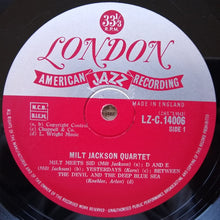 33⅓
R.P.M.
LONDON
AMERICAN JAZZ RECORDING
MADE IN ENGLAND
N.C.B.
B.I.E.M.
LZ-C.14006
SIDE 1
MILT JACKSON QUARTET
MILT MEETS SID (Milt Jackson) (a); D AND E
(Milt Jackson) (b); YESTERDAYS (Kern) (c); BETWEEN
THE DEVIL AND THE DEEP BLUE SEA
(Koehler, Arlen) (d)
(a), (b) Copyright Control
(c) Chappell & Co.
(d) L. Wright Music